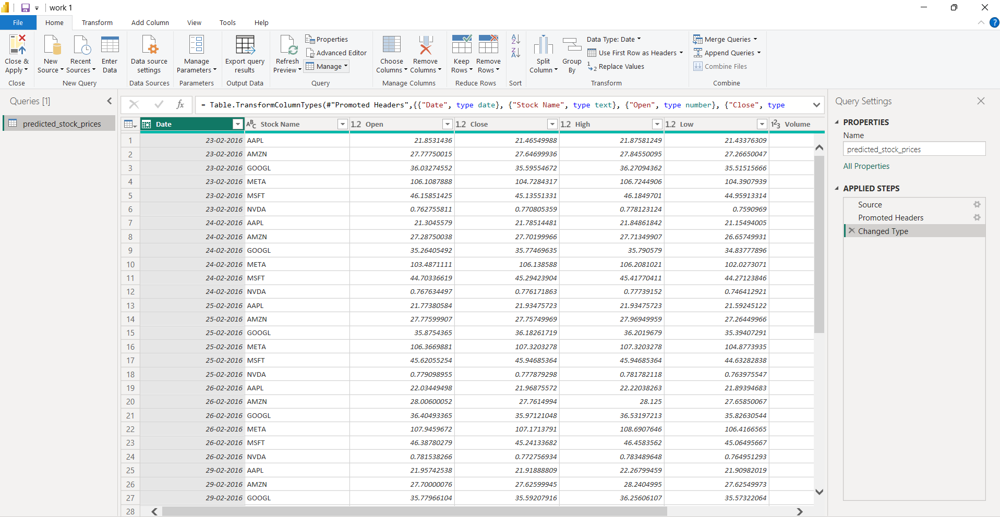 work 1
File Home Transform Add Column View Tools Help
?
Close & Apply
New Source
Recent Sources
Enter Data
Data source settings
Manage Parameters
Export query results
Refresh Preview
Properties
Advanced Editor
Manage
Choose Columns
Remove Columns
Keep Rows
Remove Rows
A Z
Z A
Split Column
Group By
Data Type: Date
Use First Row as Headers
1 2 Replace Values
Merge Queries
Append Queries
Combine Files
Close New Query Data Sources Parameters Output Data Query Manage Columns Reduce Rows Sort Transform Combine
Queries [1]
predicted_stock_prices
fx
= Table.TransformColumnTypes(#"Promoted Headers",{{"Date", type date}, {"Stock Name", type text}, {"Open", type number}, {"Close", type
Date ABC Stock Name 1.2 Open 1.2 Close 1.2 High 1.2 Low 123 Volume
1 23-02-2016 AAPL 21.8531436 21.46549988 21.87581249 21.43376309
2 23-02-2016 AMZN 27.77750015 27.64699936 27.84550095 27.26650047
3 23-02-2016 GOOGL 36.03274552 35.59554672 36.27094362 35.51515666
4 23-02-2016 META 106.1087888 104.7284317 106.7244906 104.3907939
5 23-02-2016 MSFT 46.15851425 45.13551331 46.1849701 44.95913314
6 23-02-2016 NVDA 0.762755811 0.770805359 0.778123124 0.7590969
7 24-02-2016 AAPL 21.3045579 21.78514481 21.84861842 21.15494005
8 24-02-2016 AMZN 27.28750038 27.70199966 27.71349907 26.65749931
9 24-02-2016 GOOGL 35.26405492 35.77469635 35.790579 34.83777896
10 24-02-2016 META 103.4871111 106.138588 106.2081021 102.0273071
11 24-02-2016 MSFT 44.70336619 45.29423904 45.41770411 44.27123846
12 24-02-2016 NVDA 0.767634497 0.776171863 0.77739152 0.746412921
13 25-02-2016 AAPL 21.77380584 21.93475723 21.93475723 21.59245122
14 25-02-2016 AMZN 27.77599907 27.75749969 27.96949959 27.26449966
15 25-02-2016 GOOGL 35.8754365 36.18261719 36.2019679 35.39407291
16 25-02-2016 META 106.3669881 107.3203278 107.3203278 104.8773935
17 25-02-2016 MSFT 45.62055254 45.94685364 45.94685364 44.63282838
18 25-02-2016 NVDA 0.779098955 0.777879298 0.781782118 0.763975547
19 26-02-2016 AAPL 22.03449498 21.96875572 22.22038263 21.89394683
20 26-02-2016 AMZN 28.00600052 27.7614994 28.125 27.65850067
21 26-02-2016 GOOGL 36.40493365 35.97121048 36.53197213 35.82630544
22 26-02-2016 META 107.9459672 107.1713791 108.6907646 106.4166565
23 26-02-2016 MSFT 46.38780279 45.24133682 46.4583562 45.06495667
24 26-02-2016 NVDA 0.781538266 0.772756934 0.783489648 0.764951293
25 29-02-2016 AAPL 21.95742538 21.91888809 22.26799459 21.90982019
26 29-02-2016 AMZN 27.70000076 27.62599945 28.2404995 27.62549973
27 29-02-2016 GOOGL 35.77966104 35.59207916 36.25606107 35.57322064
28
Query Settings
PROPERTIES
Name
predicted_stock_prices
All Properties
APPLIED STEPS
Source
Promoted Headers
Changed Type